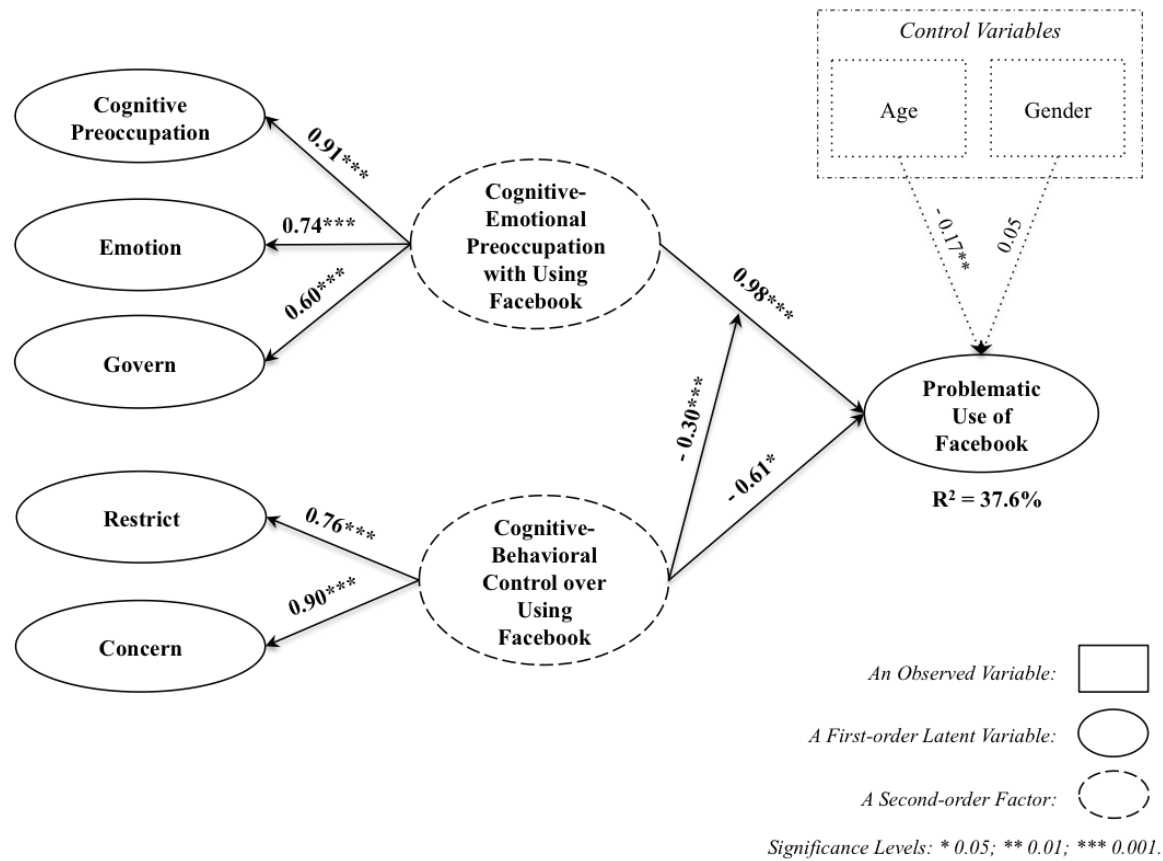 Control Variables
Age
Gender
- 0.17**
0.05
Cognitive
Preoccupation
Emotion
Govern
0.91***
0.74***
0.60***
Cognitive-
Emotional
Preoccupation
with Using
Facebook
0.98***
- 0.30***
- 0.61*
Problematic
Use of
Facebook
R² = 37.6%
Restrict
Concern
0.76***
0.90***
Cognitive-
Behavioral
Control over
Using
Facebook
An Observed Variable:
A First-order Latent Variable:
A Second-order Factor:
Significance Levels: * 0.05; ** 0.01; *** 0.001.